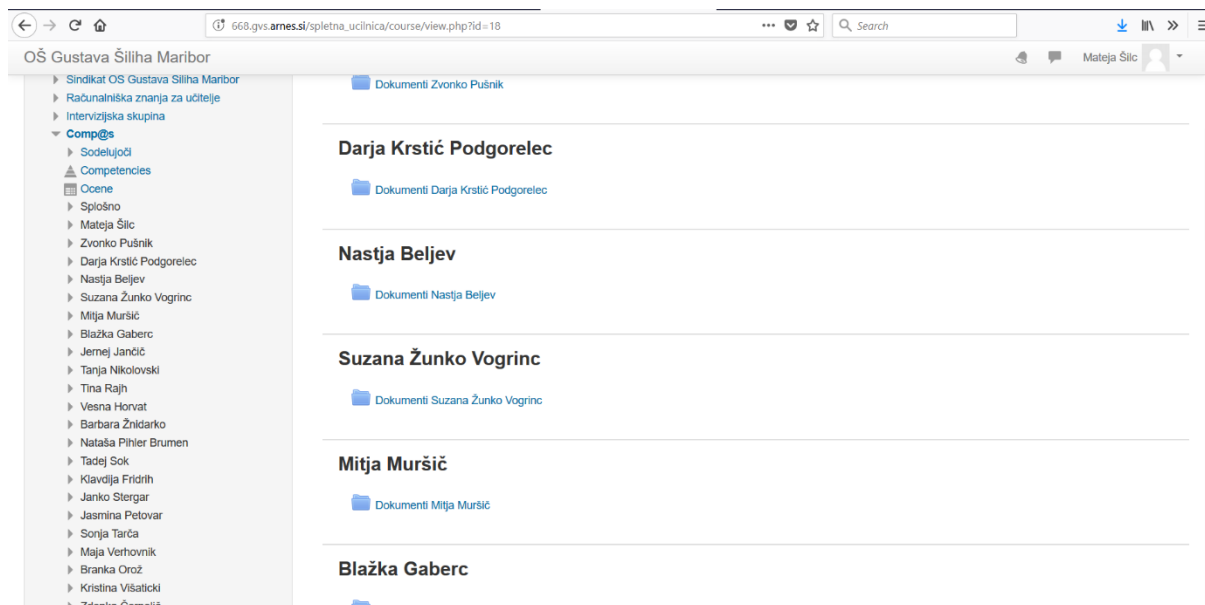 668.gvs.arnes.si/spletna_ucilnica/course/view.php?id=18
Search
OŠ Gustava Šiliha Maribor
Mateja Šilc
Sindikat OŠ Gustava Šiliha Maribor
Računalniška znanja za učitelje
Intervizijska skupina
Comp@s
Sodelujoči
Competencies
Ocene
Splošno
Mateja Šilc
Zvonko Pušnik
Darja Krstić Podgorelec
Nastja Beljev
Suzana Žunko Vogrinc
Mitja Muršič
Blažka Gaberc
Jernej Jančič
Tanja Nikolovski
Tina Rajh
Vesna Horvat
Barbara Žnidarko
Nataša Pihler Brumen
Tadej Sok
Klavdija Fridrih
Janko Stergar
Jasmina Petovar
Sonja Tarča
Maja Verhovnik
Branka Orož
Kristina Višaticki
Dokumenti Zvonko Pušnik
Darja Krstić Podgorelec
Dokumenti Darja Krstić Podgorelec
Nastja Beljev
Dokumenti Nastja Beljev
Suzana Žunko Vogrinc
Dokumenti Suzana Žunko Vogrinc
Mitja Muršič
Dokumenti Mitja Muršič
Blažka Gaberc